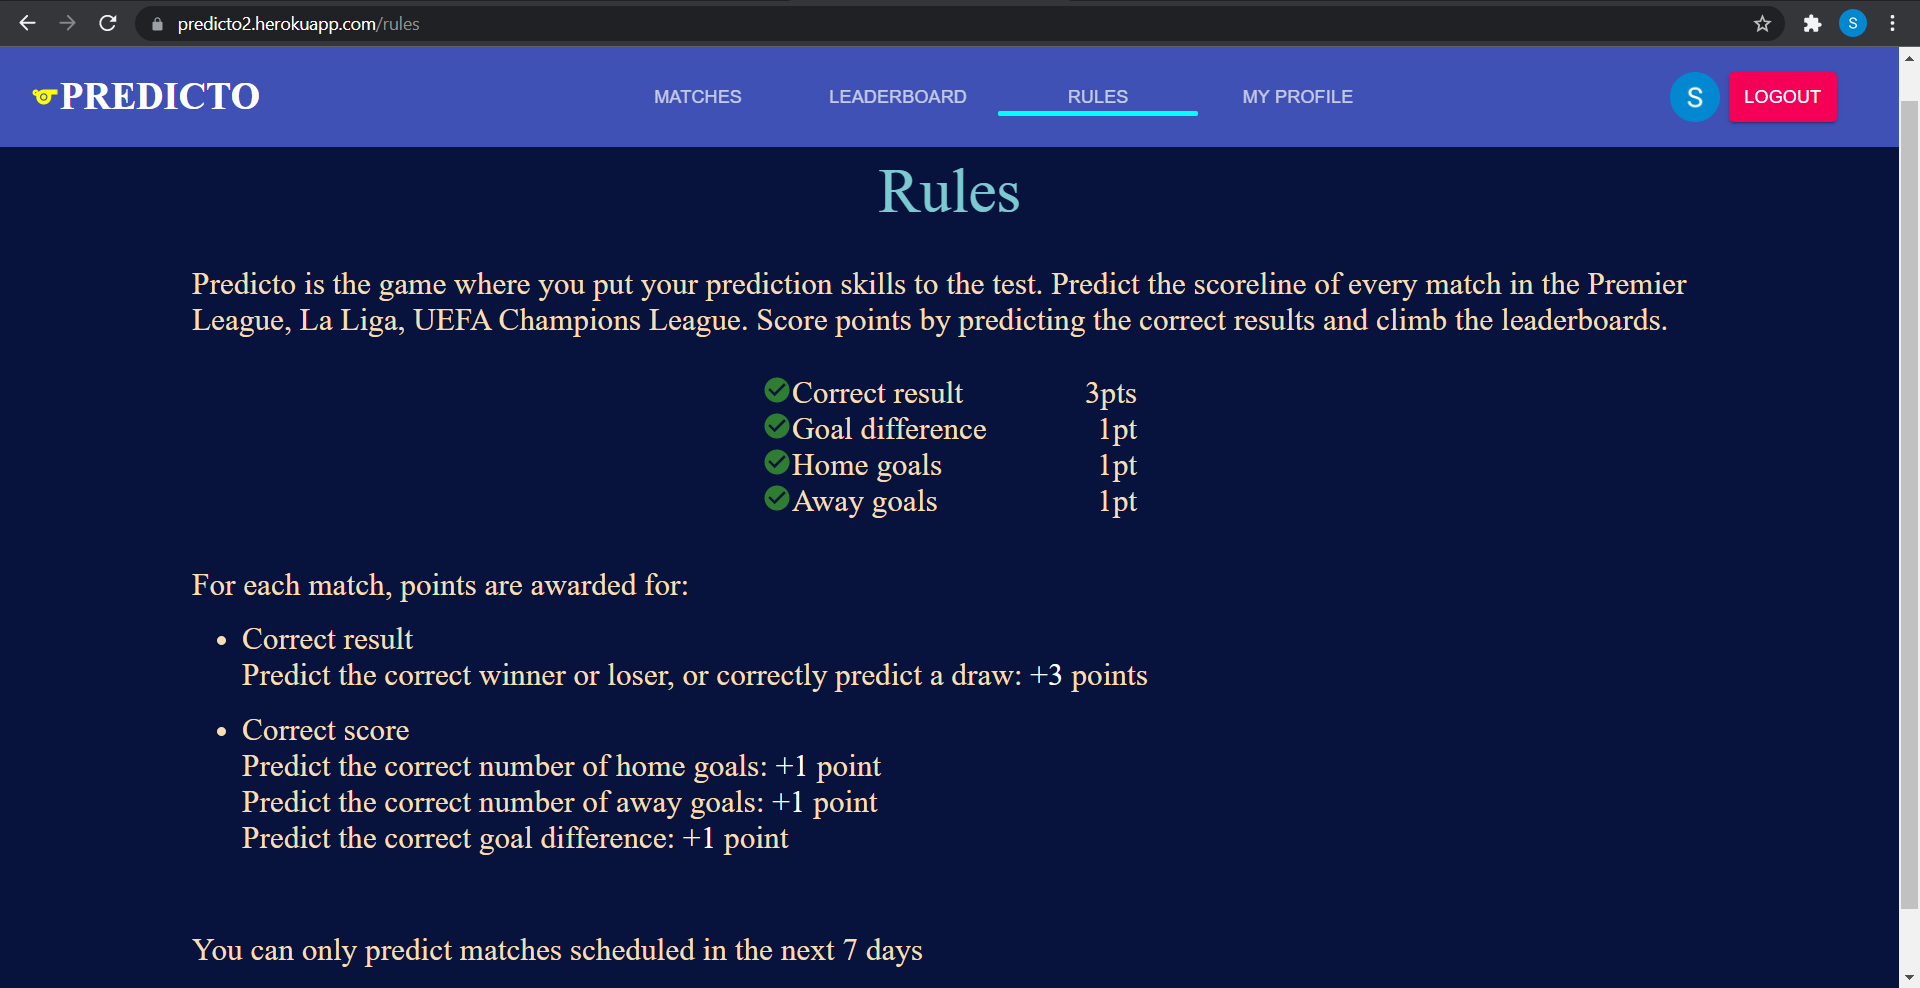 predicto2.herokuapp.com/rules
S
PREDICTO
MATCHES
LEADERBOARD
RULES
MY PROFILE
S
LOGOUT
Rules
Predicto is the game where you put your prediction skills to the test. Predict the scoreline of every match in the Premier
League, La Liga, UEFA Champions League. Score points by predicting the correct results and climb the leaderboards.
Correct result 3pts
Goal difference 1pt
Home goals 1pt
Away goals 1pt
For each match, points are awarded for:
• Correct result
Predict the correct winner or loser, or correctly predict a draw: +3 points
• Correct score
Predict the correct number of home goals: +1 point
Predict the correct number of away goals: +1 point
Predict the correct goal difference: +1 point
You can only predict matches scheduled in the next 7 days